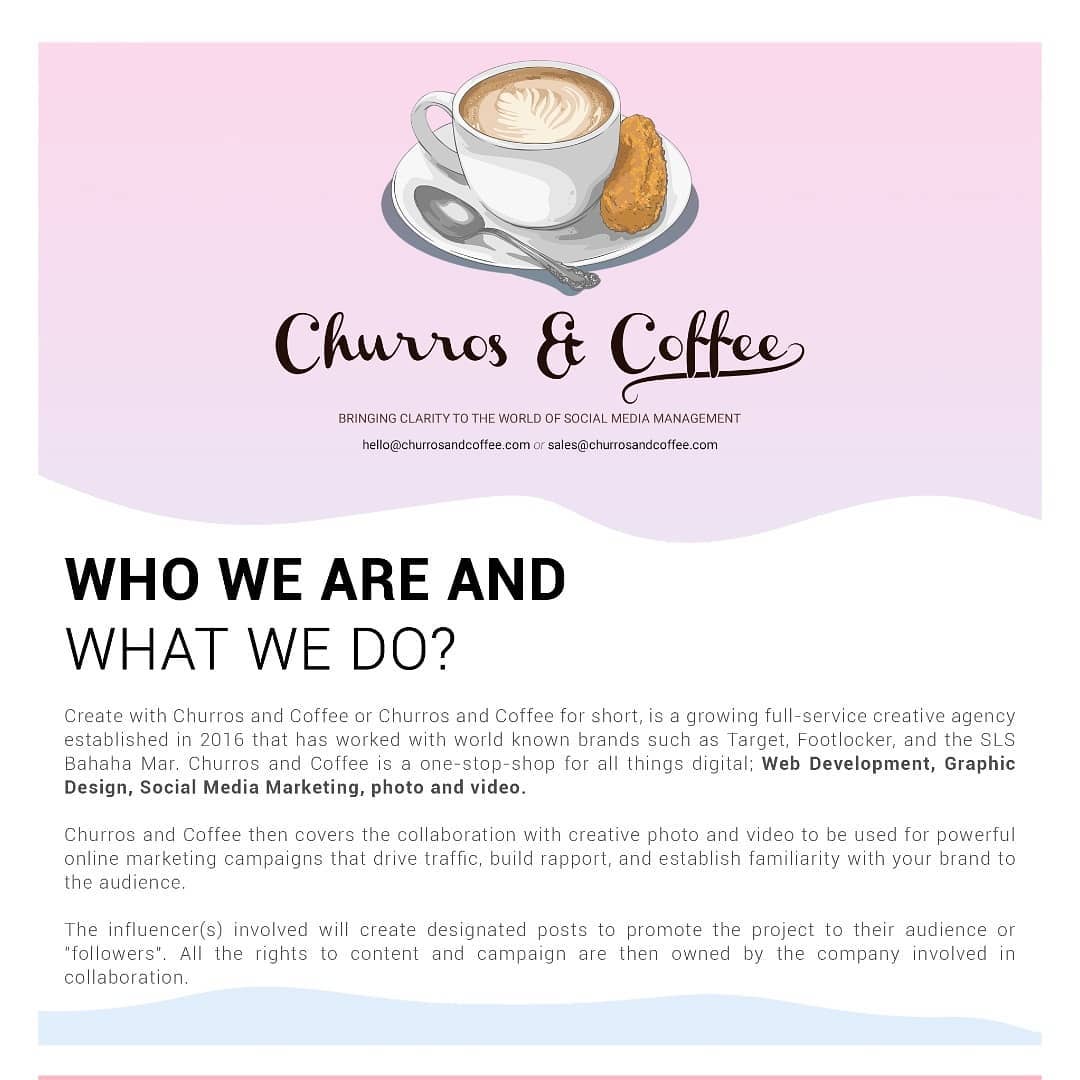 Churros & Coffee
BRINGING CLARITY TO THE WORLD OF SOCIAL MEDIA MANAGEMENT
hello@churrosandcoffee.com or sales@churrosandcoffee.com
WHO WE ARE AND
WHAT WE DO?
Create with Churros and Coffee or Churros and Coffee for short, is a growing full-service creative agency
established in 2016 that has worked with world known brands such as Target, Footlocker, and the SLS
Bahaha Mar. Churros and Coffee is a one-stop-shop for all things digital; Web Development, Graphic
Design, Social Media Marketing, photo and video.
Churros and Coffee then covers the collaboration with creative photo and video to be used for powerful
online marketing campaigns that drive traffic, build rapport, and establish familiarity with your brand to
the audience.
The influencer(s) involved will create designated posts to promote the project to their audience or
"followers". All the rights to content and campaign are then owned by the company involved in
collaboration.